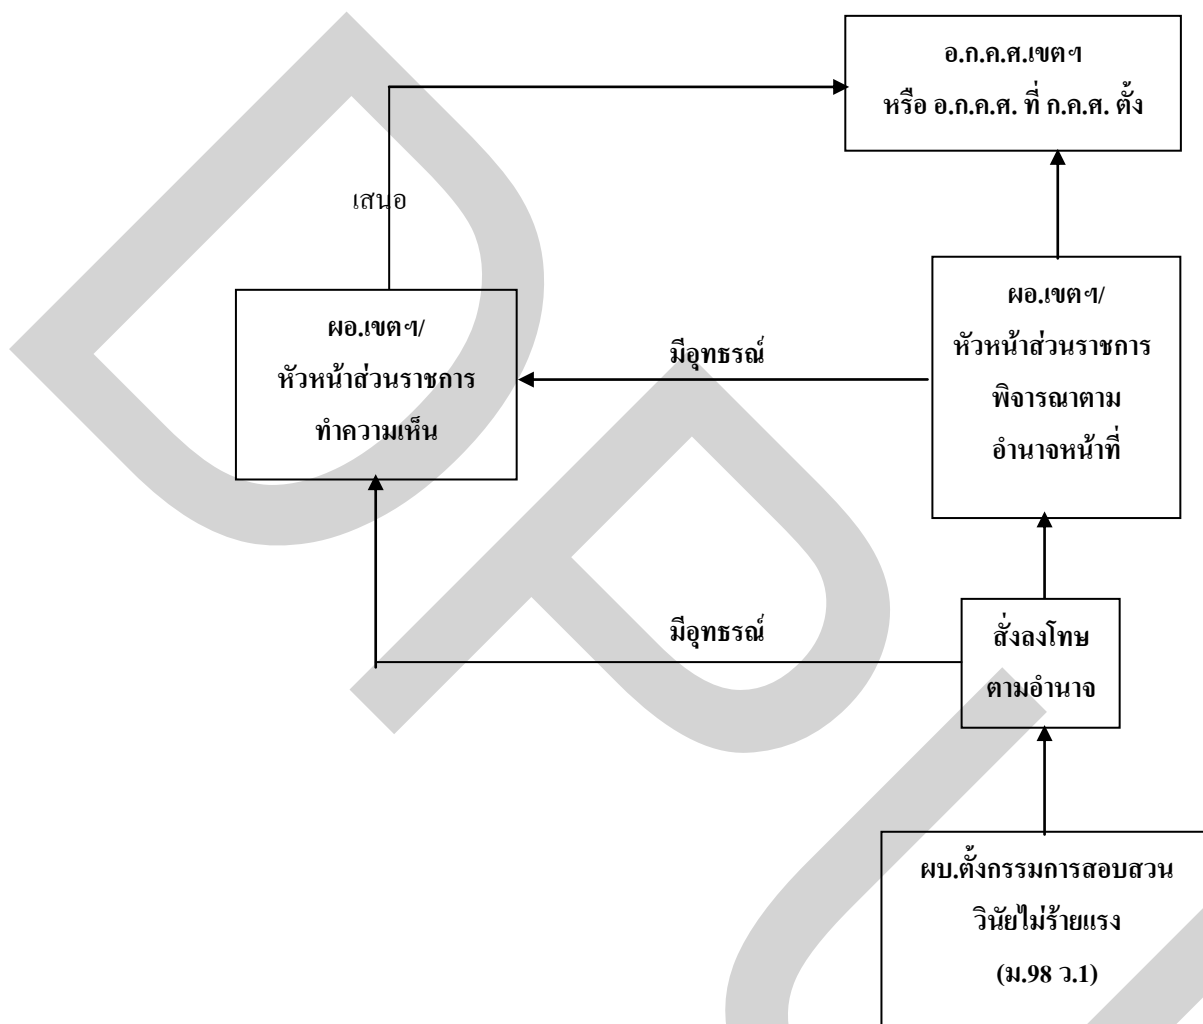 อ.ก.ค.ศ.เขตฯ
หรือ อ.ก.ค.ศ. ที่ ก.ค.ศ. ตั้ง
เสนอ
ผอ.เขตฯ/
หัวหน้าส่วนราชการ
ทำความเห็น
มีอุทธรณ์
ผอ.เขตฯ/
หัวหน้าส่วนราชการ
พิจารณาตาม
อำนาจหน้าที่
มีอุทธรณ์
สั่งลงโทษ
ตามอำนาจ
ผบ.ตั้งกรรมการสอบสวน
วินัยไม่ร้ายแรง
(ม.98 ว.1)